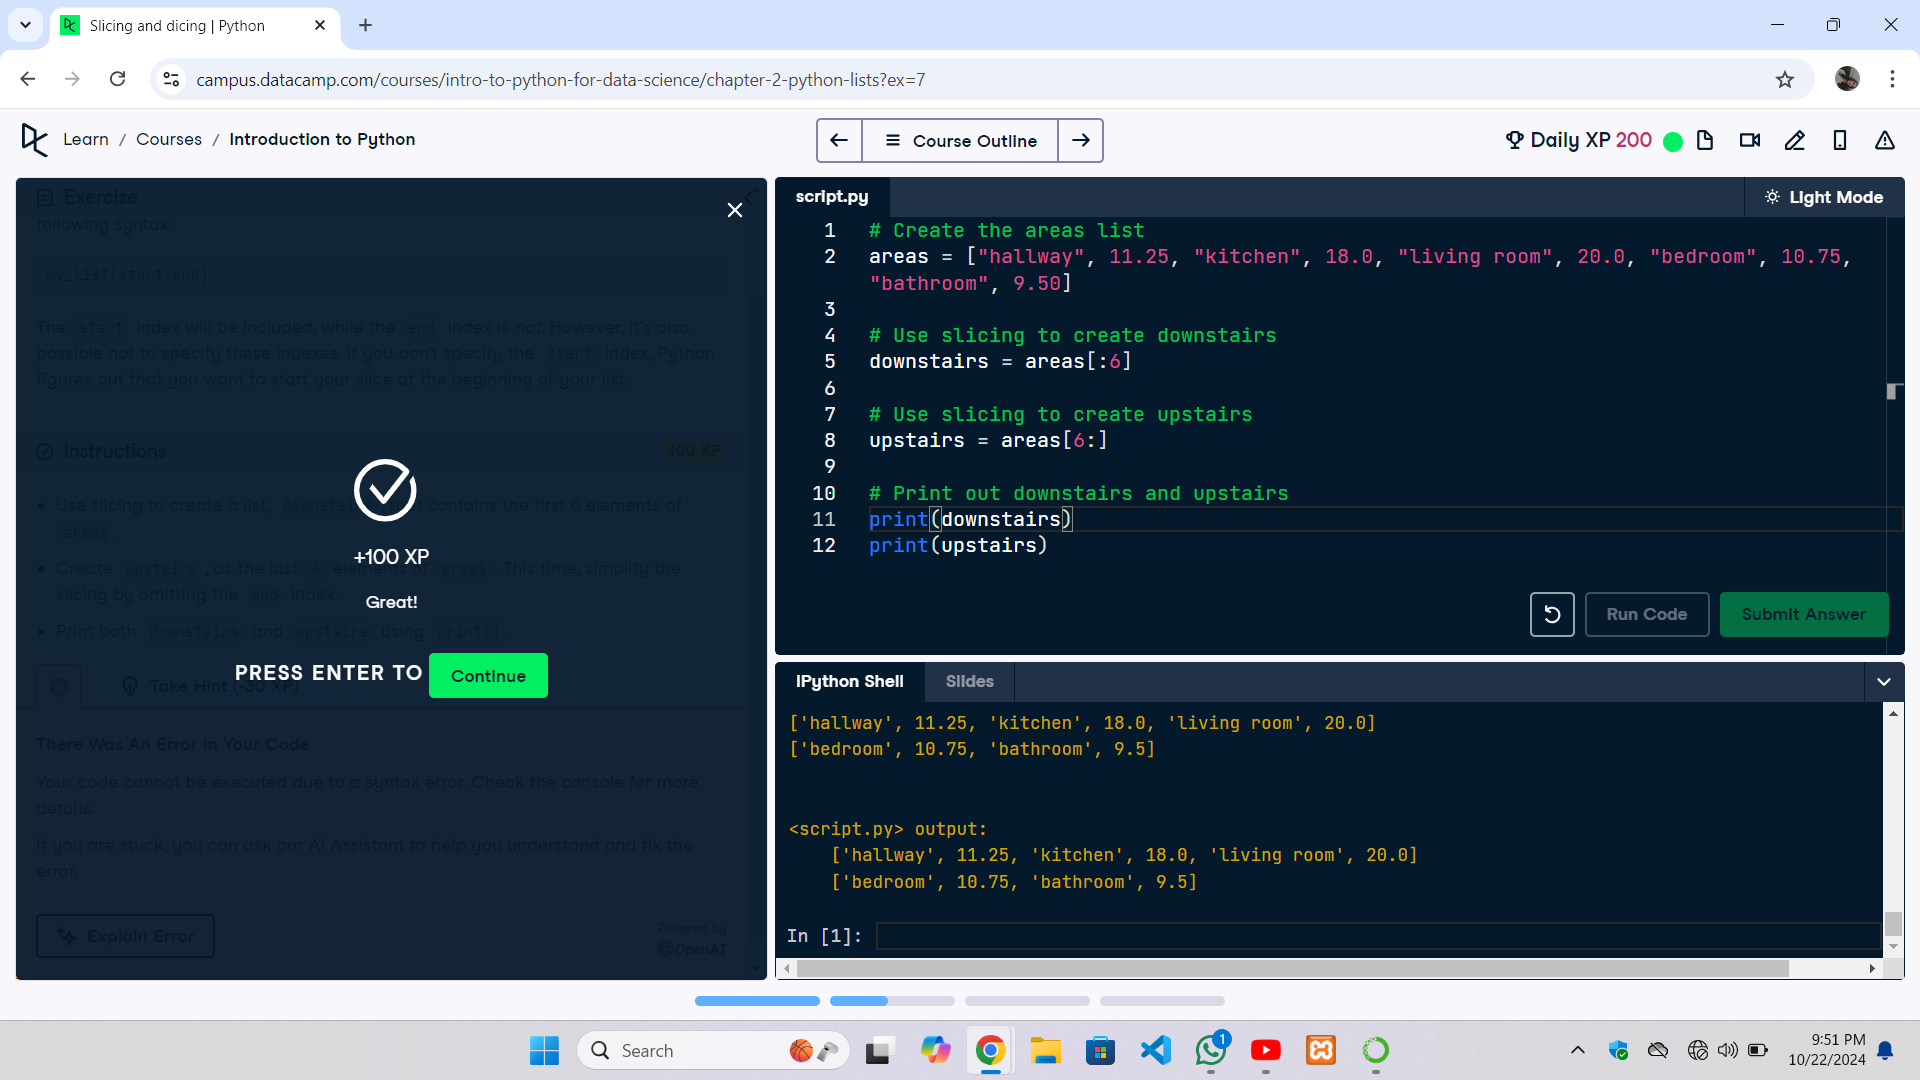 Slicing and dicing | Python
campus.datacamp.com/courses/intro-to-python-for-data-science/chapter-2-python-lists?ex=7
Learn / Courses / Introduction to Python
Course Outline
Daily XP 200
Exercise
following syntax:
my_list[start:end]
The start index will be included, while the end index is not. However, it's also
possible not to specify these indexes. If you don't specify the start index, Python
figures out that you want to start your slice at the beginning of your list.
Instructions
100 XP
Use slicing to create a list, downstairs, that contains the first 6 elements of
areas.
Create upstairs, as the last 4 elements of areas. This time, simplify the
slicing by omitting the end index.
Print both downstairs and upstairs using print().
+100 XP
Great!
PRESS ENTER TO Continue
Take Hint (-30 XP)
There Was An Error In Your Code
Your code cannot be executed due to a syntax error. Check the console for more
details.
If you are stuck, you can ask our AI Assistant to help you understand and fix the
error.
Explain Error
Powered by
OpenAI
script.py
Light Mode
1 # Create the areas list
2 areas = ["hallway", 11.25, "kitchen", 18.0, "living room", 20.0, "bedroom", 10.75,
"bathroom", 9.50]
3
4 # Use slicing to create downstairs
5 downstairs = areas[:6]
6
7 # Use slicing to create upstairs
8 upstairs = areas[6:]
9
10 # Print out downstairs and upstairs
11 print(downstairs)
12 print(upstairs)
Run Code
Submit Answer
IPython Shell
Slides
['hallway', 11.25, 'kitchen', 18.0, 'living room', 20.0]
['bedroom', 10.75, 'bathroom', 9.5]
<script.py> output:
['hallway', 11.25, 'kitchen', 18.0, 'living room', 20.0]
['bedroom', 10.75, 'bathroom', 9.5]
In [1]:
Search
1
9:51 PM
10/22/2024